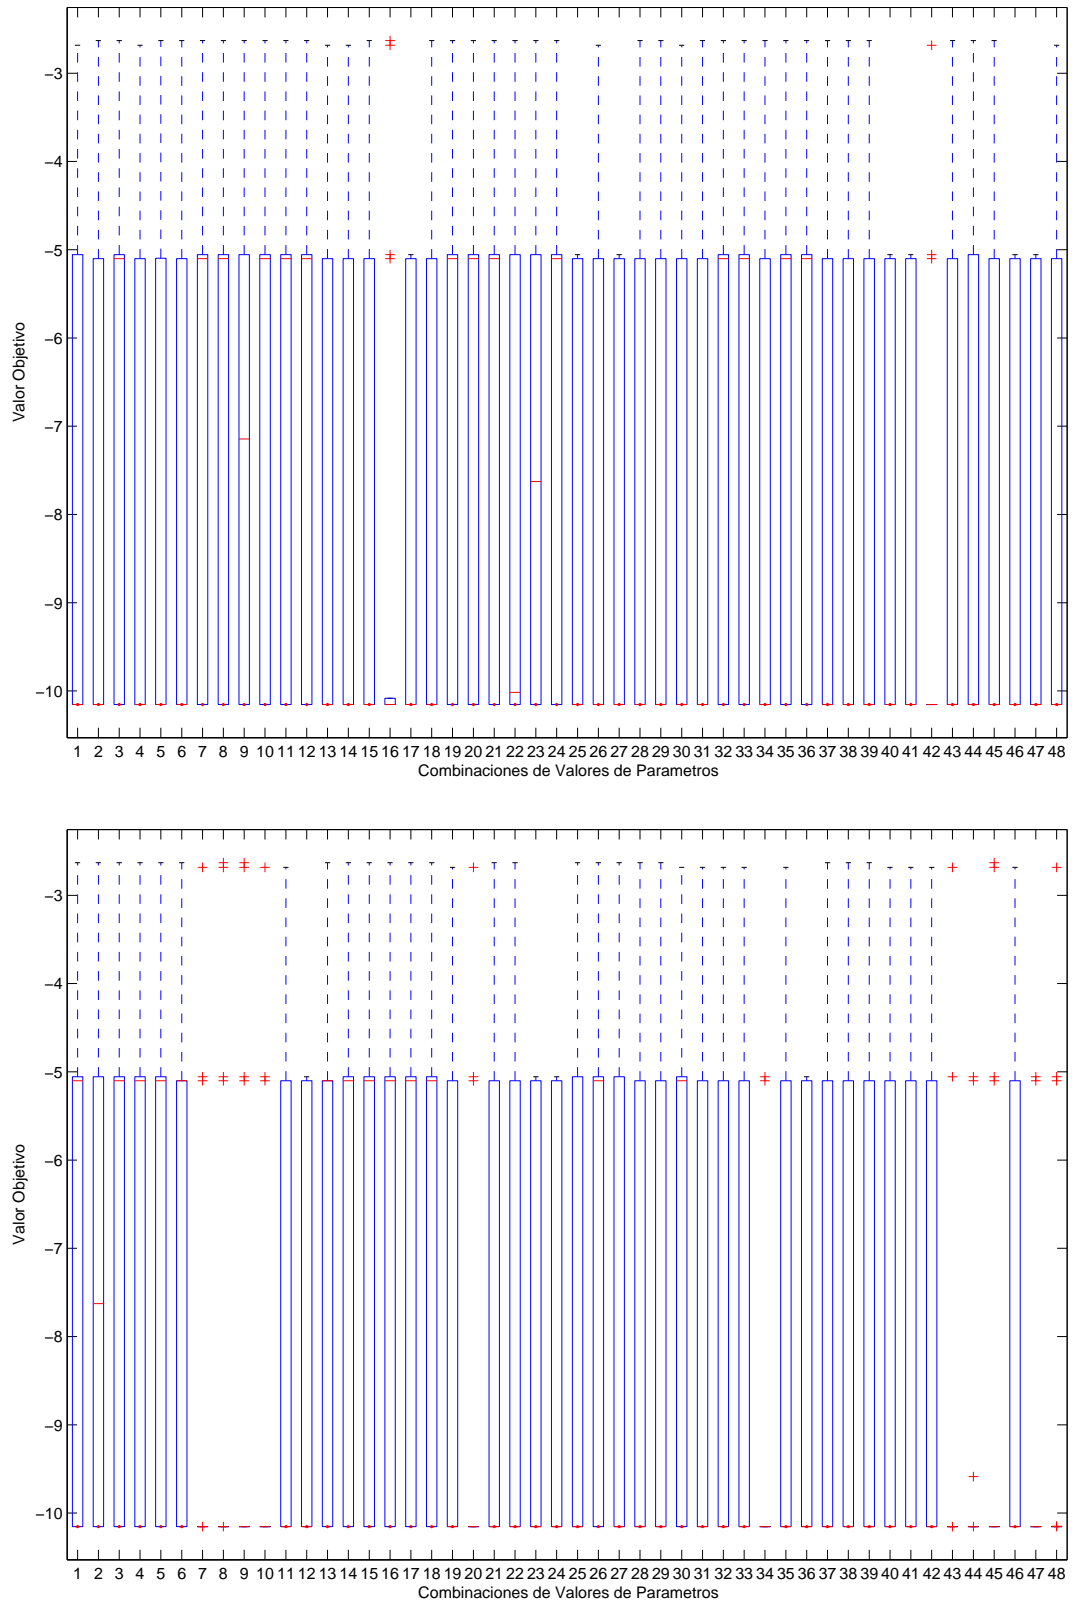 −3
−4
−5
−6
−7
−8
−9
−10
Valor Objetivo
1 2 3 4 5 6 7 8 9 10 11 12 13 14 15 16 17 18 19 20 21 22 23 24 25 26 27 28 29 30 31 32 33 34 35 36 37 38 39 40 41 42 43 44 45 46 47 48
Combinaciones de Valores de Parametros
−3
−4
−5
−6
−7
−8
−9
−10
Valor Objetivo
1 2 3 4 5 6 7 8 9 10 11 12 13 14 15 16 17 18 19 20 21 22 23 24 25 26 27 28 29 30 31 32 33 34 35 36 37 38 39 40 41 42 43 44 45 46 47 48
Combinaciones de Valores de Parametros